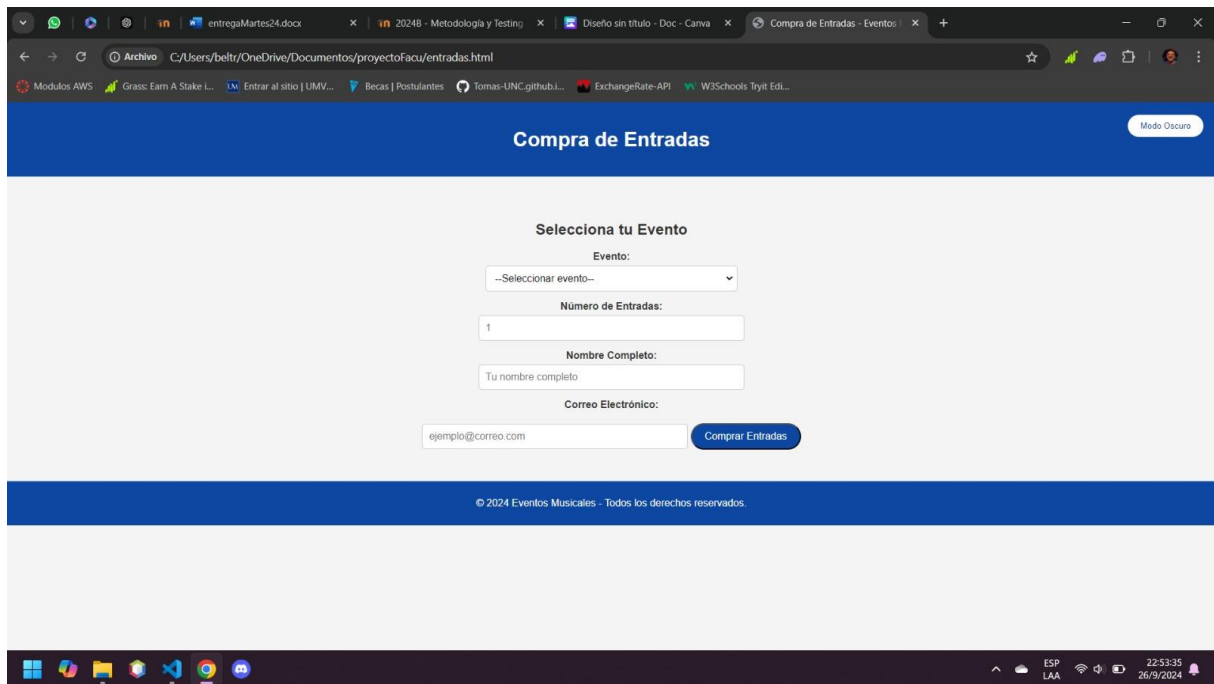 entregaMartes24.docx
2024B - Metodología y Testing
Diseño sin título - Doc - Canva
Compra de Entradas - Eventos
Archivo C:/Users/beltr/OneDrive/Documentos/proyectoFacu/entradas.html
Modulos AWS
Grass: Earn A Stake i...
Entrar al sitio | UMV...
Becas | Postulantes
Tomas-UNC.github.i...
ExchangeRate-API
W3Schools Tryit Edi...
Compra de Entradas
Modo Oscuro
Selecciona tu Evento
Evento:
--Seleccionar evento--
Número de Entradas:
1
Nombre Completo:
Tu nombre completo
Correo Electrónico:
ejemplo@correo.com
Comprar Entradas
© 2024 Eventos Musicales - Todos los derechos reservados.
ESP
LAA
22:53:35
26/9/2024